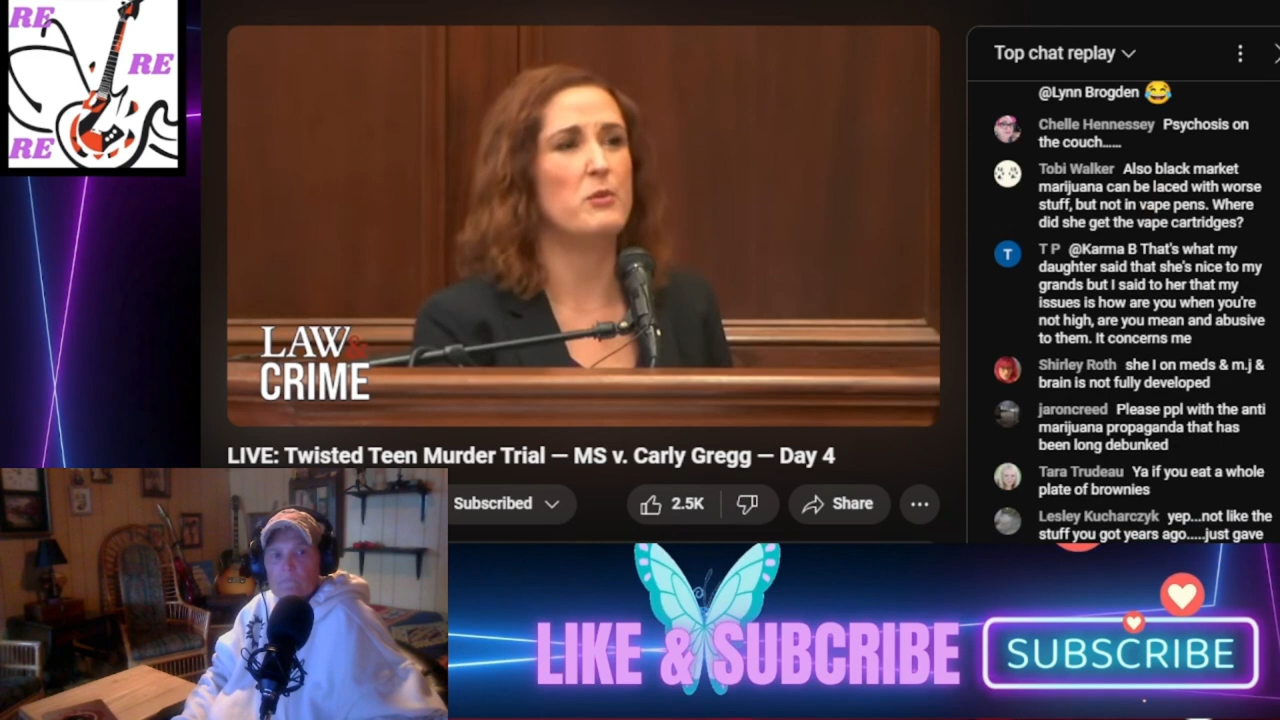 RE
RE
RE
LAW &
CRIME
LIVE: Twisted Teen Murder Trial — MS v. Carly Gregg — Day 4
Subscribed
2.5K
Share
Top chat replay
@Lynn Brogden 😂
Chelle Hennessey Psychosis on
the couch......
Tobi Walker Also black market
marijuana can be laced with worse
stuff, but not in vape pens. Where
did she get the vape cartridges?
T
T P @Karma B That's what my
daughter said that she's nice to my
grands but I said to her that my
issues is how are you when you're
not high, are you mean and abusive
to them. It concerns me
Shirley Roth she I on meds & m.j &
brain is not fully developed
jaroncreed Please ppl with the anti
marijuana propaganda that has
been long debunked
Tara Trudeau Ya if you eat a whole
plate of brownies
Lesley Kucharczyk yep...not like the
stuff you got years ago.....just gave
LIKE & SUBCRIBE
SUBSCRIBE